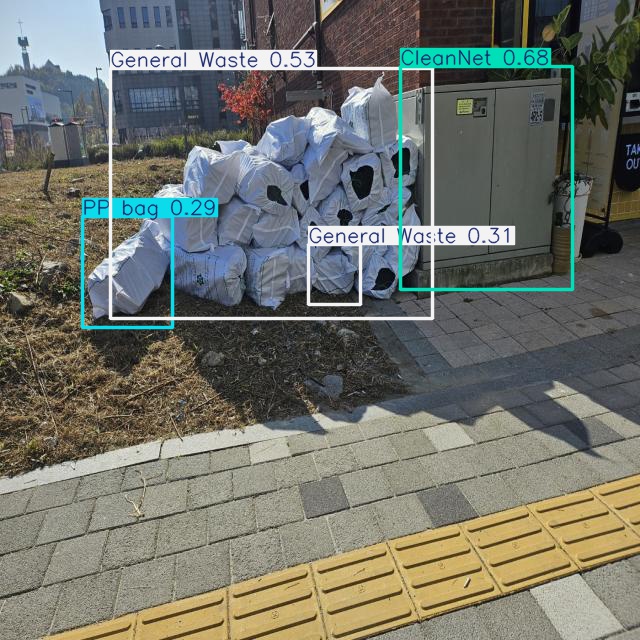 General Waste 0.53
CleanNet 0.68
TAK
OU
PP bag 0.29
General Waste 0.31